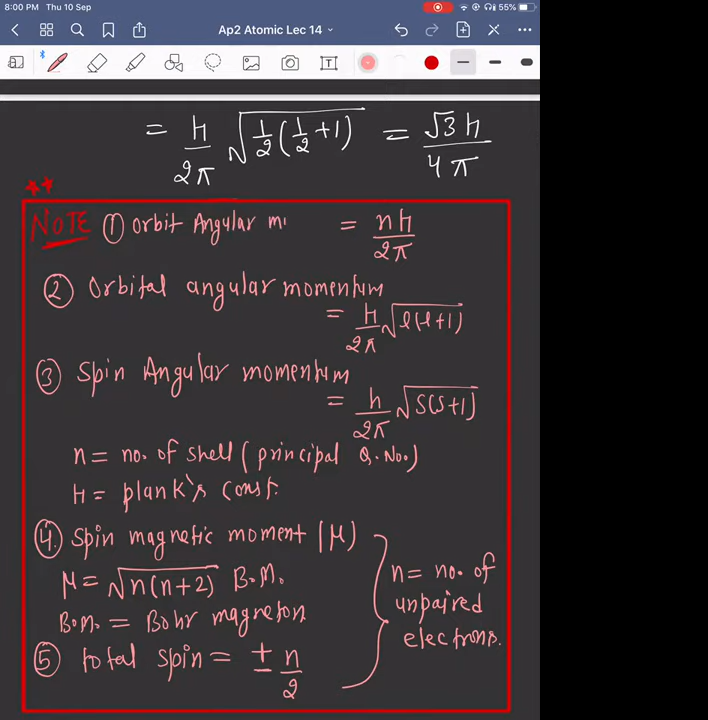 8:00 PM Thu 10 Sep 55%
Ap2 Atomic Lec 14
= h/2π √(1/2(1/2+1)) = √3h/4π
NOTE ① Orbit Angular m = nh/2π
② Orbital angular momentum
= h/2π √l(l+1)
③ Spin Angular momentum
= h/2π √s(s+1)
n = no. of shell (principal Q. No.)
h = plank's const.
④ Spin magnetic moment (μ)
μ = √n(n+2) B.M.
B.M. = Bohr magneton
⑤ total spin = ± n/2
n = no. of
unpaired
electrons.